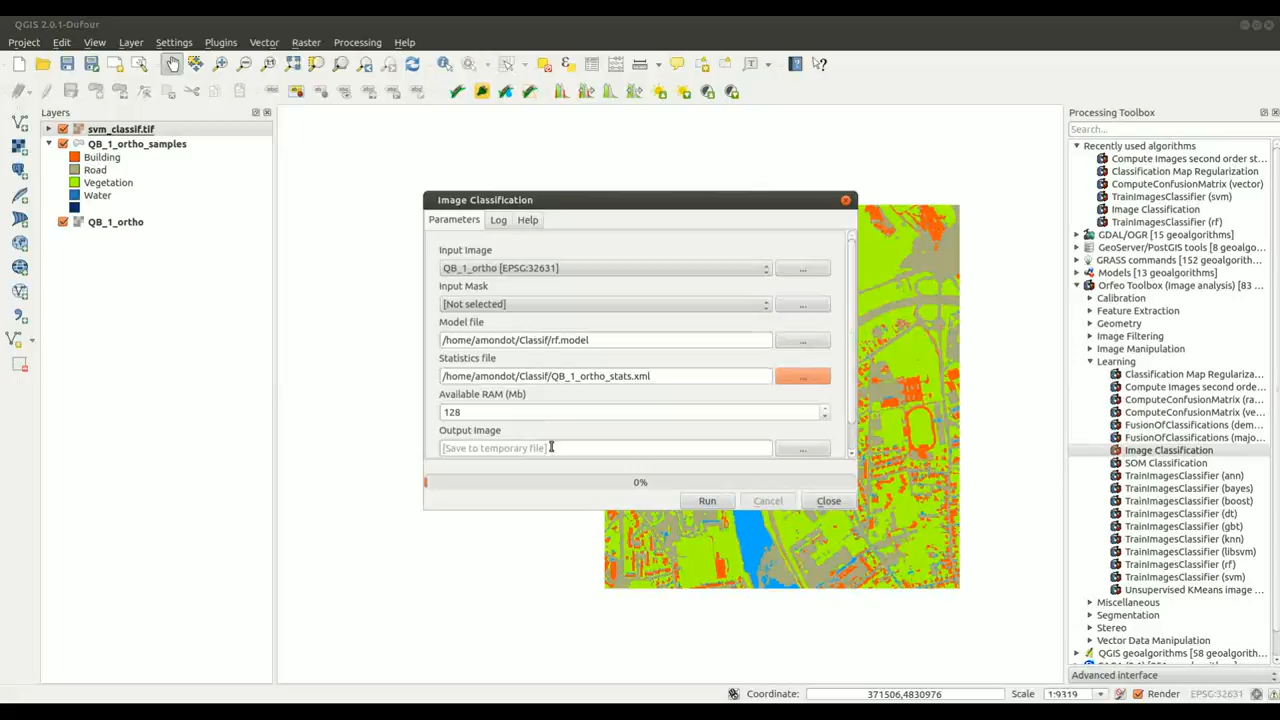 QGIS 2.0.1-Dufour
Project Edit View Layer Settings Plugins Vector Raster Processing Help
Layers
svm_classif.tif
QB_1_ortho_samples
Building
Road
Vegetation
Water
QB_1_ortho
Image Classification
Parameters Log Help
Input Image
QB_1_ortho [EPSG:32631]
...
Input Mask
[Not selected]
...
Model file
/home/amondot/Classif/rf.model
...
Statistics file
/home/amondot/Classif/QB_1_ortho_stats.xml
...
Available RAM (Mb)
128
Output Image
[Save to temporary file]
...
0%
Run Cancel Close
Processing Toolbox
Search...
Recently used algorithms
Compute Images second order st...
Classification Map Regularization
ComputeConfusionMatrix (vector)
TrainImagesClassifier (svm)
Image Classification
TrainImagesClassifier (rf)
GDAL/OGR [15 geoalgorithms]
GeoServer/PostGIS tools [8 geoalgo...
GRASS commands [152 geoalgorith...
Models [13 geoalgorithms]
Orfeo Toolbox (Image analysis) [83 ...
Calibration
Feature Extraction
Geometry
Image Filtering
Image Manipulation
Learning
Classification Map Regulariza...
Compute Images second orde...
ComputeConfusionMatrix (ra...
ComputeConfusionMatrix (ve...
FusionOfClassifications (dem...
FusionOfClassifications (majo...
Image Classification
SOM Classification
TrainImagesClassifier (ann)
TrainImagesClassifier (bayes)
TrainImagesClassifier (boost)
TrainImagesClassifier (dt)
TrainImagesClassifier (gbt)
TrainImagesClassifier (knn)
TrainImagesClassifier (libsvm)
TrainImagesClassifier (rf)
TrainImagesClassifier (svm)
Unsupervised KMeans image ...
Miscellaneous
Segmentation
Stereo
Vector Data Manipulation
QGIS geoalgorithms [58 geoalgorith...
Advanced interface
Coordinate: 371506,4830976 Scale 1:9319 Render EPSG:32631